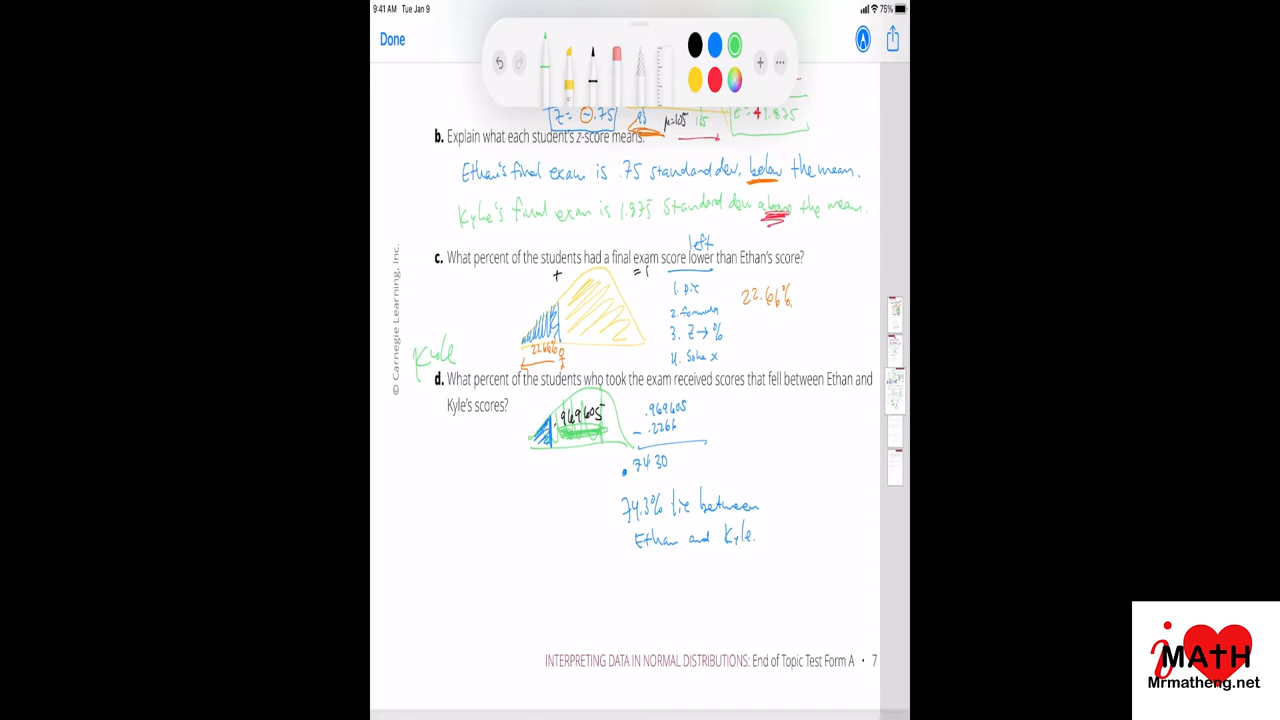 9:41 AM Tue Jan 9
75%
Done
Z = -.75
93
μ=105
135
z = +1.875
b. Explain what each student's z-score means.
Ethan's final exam is .75 standard dev, below the mean.
Kyle's final exam is 1.875 standard dev above the mean.
left
c. What percent of the students had a final exam score lower than Ethan's score?
+ =1
1. pic
22.66%
2. formula
3. Z → %
4. Solve x
22.66%
Kyle
d. What percent of the students who took the exam received scores that fell between Ethan and
Kyle's scores?
.969605
.969605
- .2266
.7430
74.3% lie between
Ethan and Kyle.
© Carnegie Learning, Inc.
INTERPRETING DATA IN NORMAL DISTRIBUTIONS: End of Topic Test Form A • 7
i
MATH
Mrmatheng.net